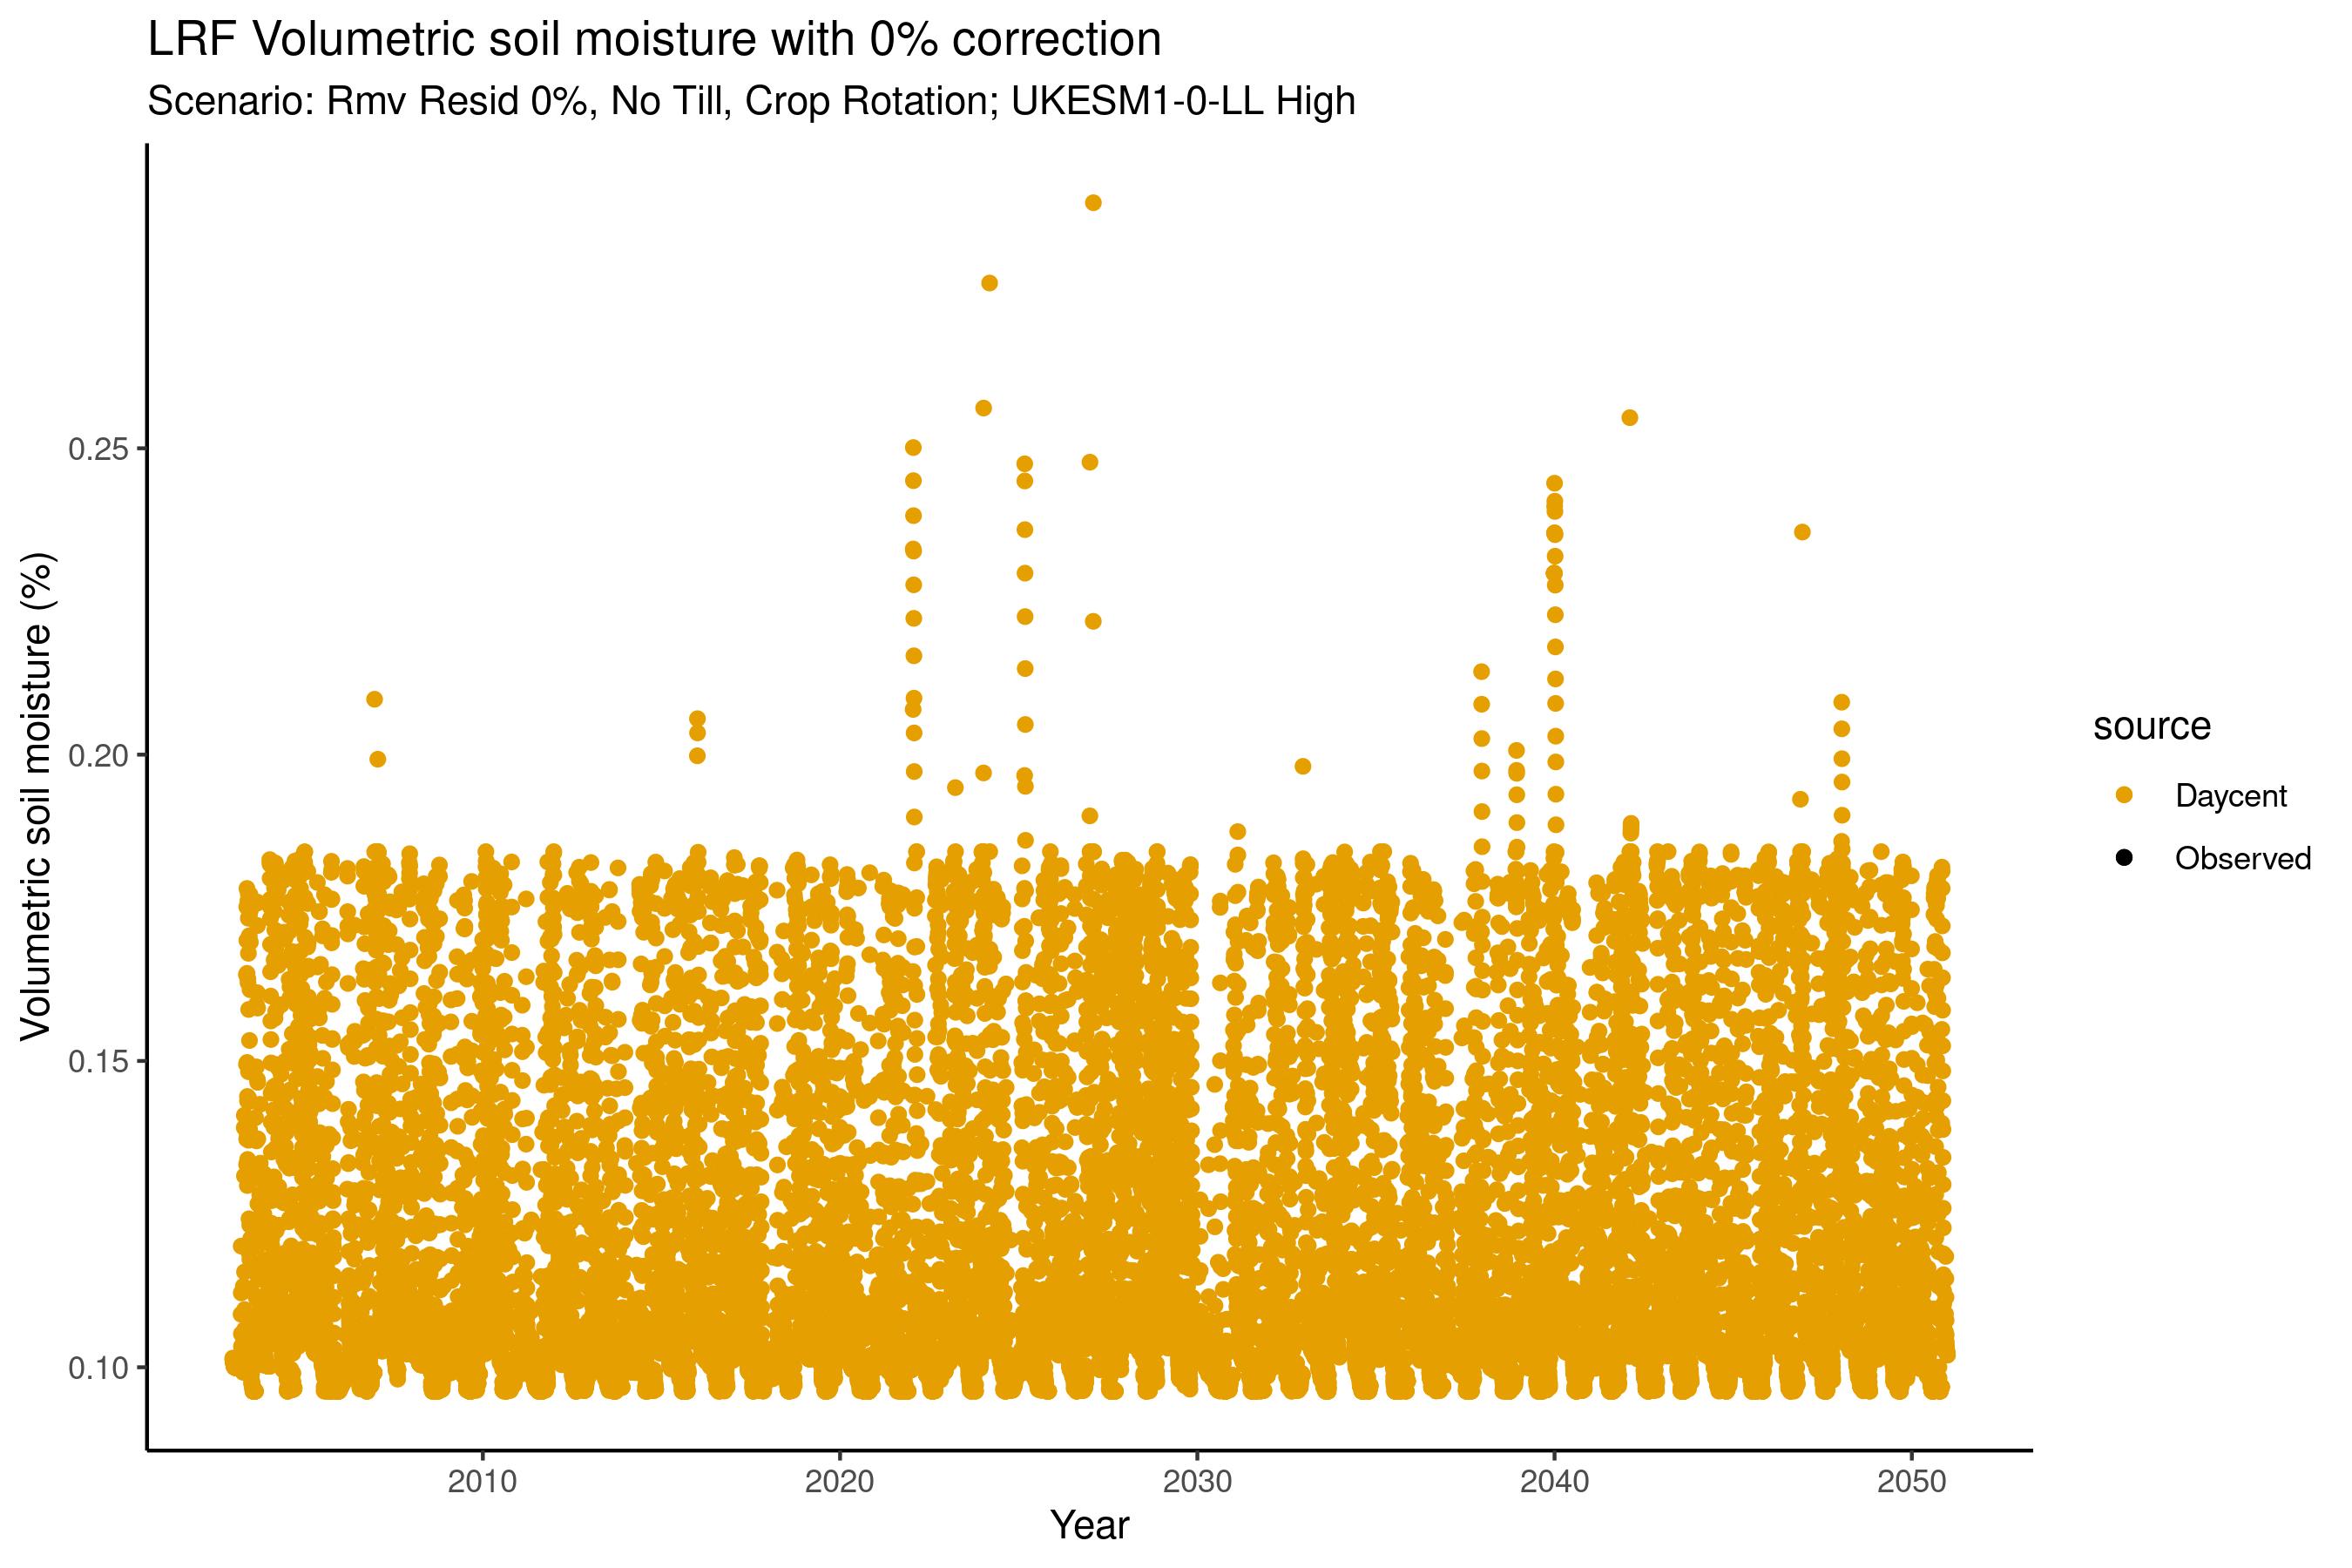 LRF Volumetric soil moisture with 0% correction
Scenario: Rmv Resid 0%, No Till, Crop Rotation; UKESM1-0-LL High
Volumetric soil moisture (%)
0.25
0.20
0.15
0.10
2010 2020 2030 2040 2050
Year
source
Daycent
Observed